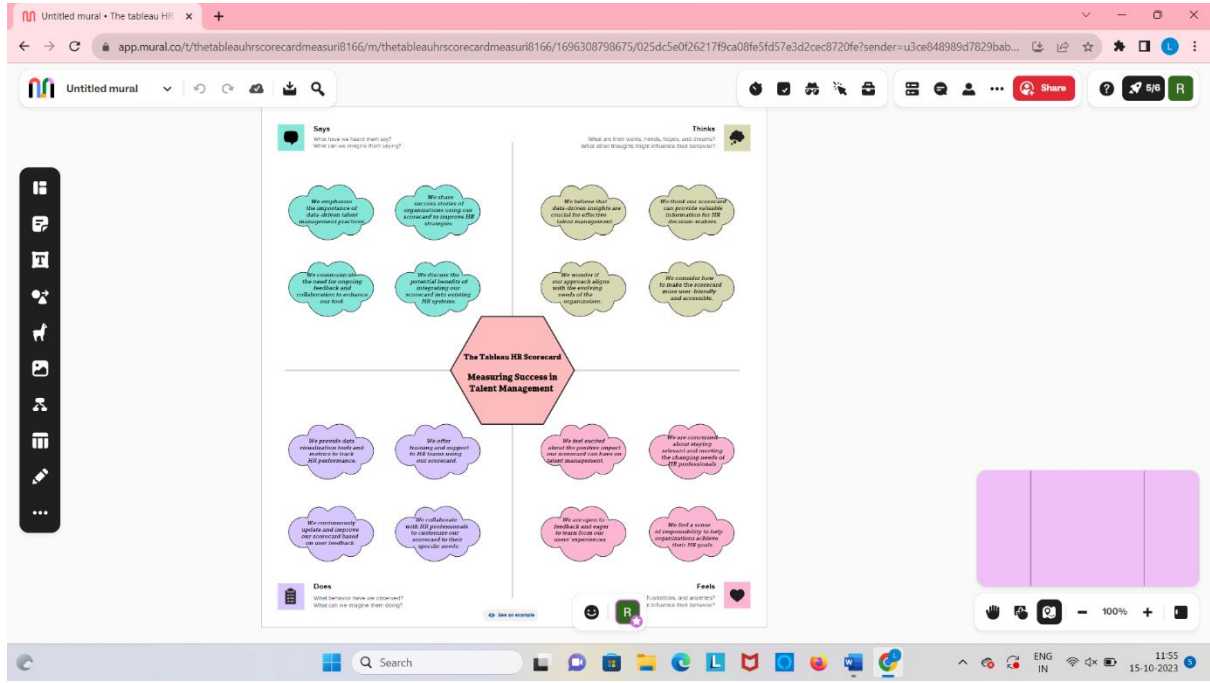 Untitled mural • The tableau HR
app.mural.co/t/thetableauhrscorecardmeasuri8166/m/thetableauhrscorecardmeasuri8166/1696308798675/025dc5e0f26217f9ca08fe5fd57e3d2cec8720fe?sender=u3ce848989d7829bab...
L
Untitled mural
Share
5/6
R
Says
What have we heard them say?
What can we imagine them saying?
Thinks
What are their wants, needs, hopes, and dreams?
What other thoughts might influence their behavior?
We emphasize
the importance of
data-driven talent
management practices.
We share
success stories of
organizations using our
scorecard to improve HR
strategies.
We believe that
data-driven insights are
crucial for effective
talent management
We think our scorecard
can provide valuable
information for HR
decision-makers.
We communicate
the need for ongoing
feedback and
collaboration to enhance
our tool.
We discuss the
potential benefits of
integrating our
scorecard into existing
HR systems.
We wonder if
our approach aligns
with the evolving
needs of the
organization.
We consider how
to make the scorecard
more user-friendly
and accessible.
The Tableau HR Scorecard
Measuring Success in
Talent Management
We provide data
visualization tools and
metrics to track
HR performance.
We offer
training and support
to HR teams using
our scorecard.
We feel excited
about the positive impact
our scorecard can have on
talent management.
We are concerned
about staying
relevant and meeting
the changing needs of
HR professionals
We continuously
update and improve
our scorecard based
on user feedback.
We collaborate
with HR professionals
to customize our
scorecard to their
specific needs
We are open to
feedback and eager
to learn from our
users' experiences
We feel a sense
of responsibility to help
organizations achieve
their HR goals.
Does
What behavior have we observed?
What can we imagine them doing?
Feels
frustrations, and anxieties?
influence their behavior?
See an example
R
100%
Search
ENG
IN
11:55
15-10-2023
5